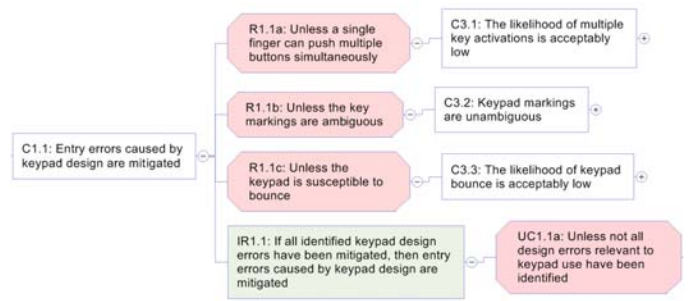 R1.1a: Unless a single
finger can push multiple
buttons simultaneously
C3.1: The likelihood of multiple
key activations is acceptably
low
R1.1b: Unless the key
markings are ambiguous
C3.2: Keypad markings
are unambiguous
C1.1: Entry errors caused by
keypad design are mitigated
R1.1c: Unless the
keypad is susceptible to
bounce
C3.3: The likelihood of keypad
bounce is acceptably low
IR1.1: If all identified keypad design
errors have been mitigated, then entry
errors caused by keypad design are
mitigated
UC1.1a: Unless not all
design errors relevant to
keypad use have been
identified